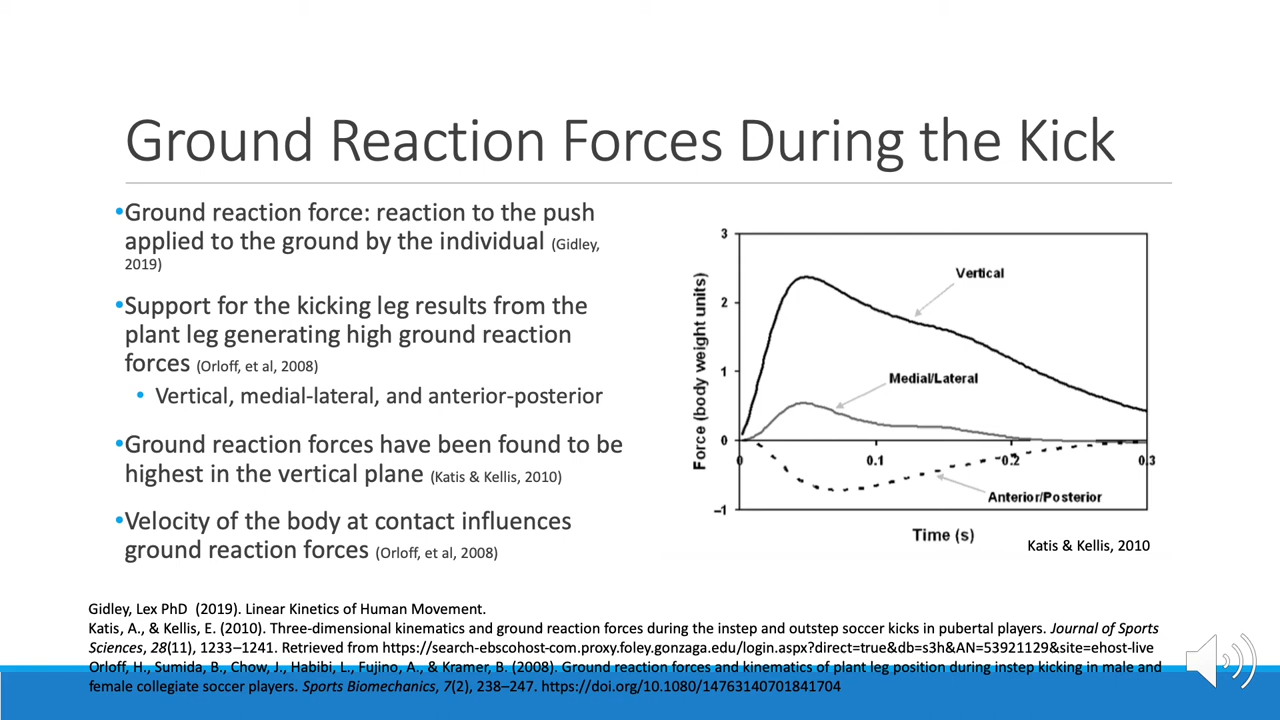 Ground Reaction Forces During the Kick
•Ground reaction force: reaction to the push
applied to the ground by the individual (Gidley,
2019)
•Support for the kicking leg results from the
plant leg generating high ground reaction
forces (Orloff, et al, 2008)
• Vertical, medial-lateral, and anterior-posterior
•Ground reaction forces have been found to be
highest in the vertical plane (Katis & Kellis, 2010)
•Velocity of the body at contact influences
ground reaction forces (Orloff, et al, 2008)
3
2
1
0
–1
Force (body weight units)
Vertical
Medial/Lateral
Anterior/Posterior
0
0.1
0.2
0.3
Time (s)
Katis & Kellis, 2010
Gidley, Lex PhD (2019). Linear Kinetics of Human Movement.
Katis, A., & Kellis, E. (2010). Three-dimensional kinematics and ground reaction forces during the instep and outstep soccer kicks in pubertal players. Journal of Sports
Sciences, 28(11), 1233–1241. Retrieved from https://search-ebscohost-com.proxy.foley.gonzaga.edu/login.aspx?direct=true&db=s3h&AN=53921129&site=ehost-live
Orloff, H., Sumida, B., Chow, J., Habibi, L., Fujino, A., & Kramer, B. (2008). Ground reaction forces and kinematics of plant leg position during instep kicking in male and
female collegiate soccer players. Sports Biomechanics, 7(2), 238–247. https://doi.org/10.1080/14763140701841704